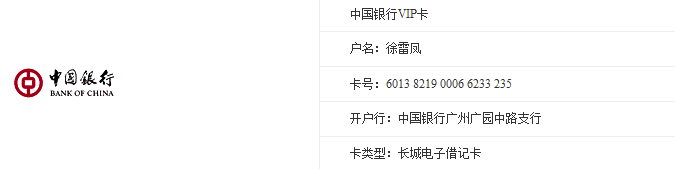 中国银行
BANK OF CHINA
中国银行VIP卡
户名：徐雷凤
卡号：6013 8219 0006 6233 235
开户行：中国银行广州广园中路支行
卡类型：长城电子借记卡